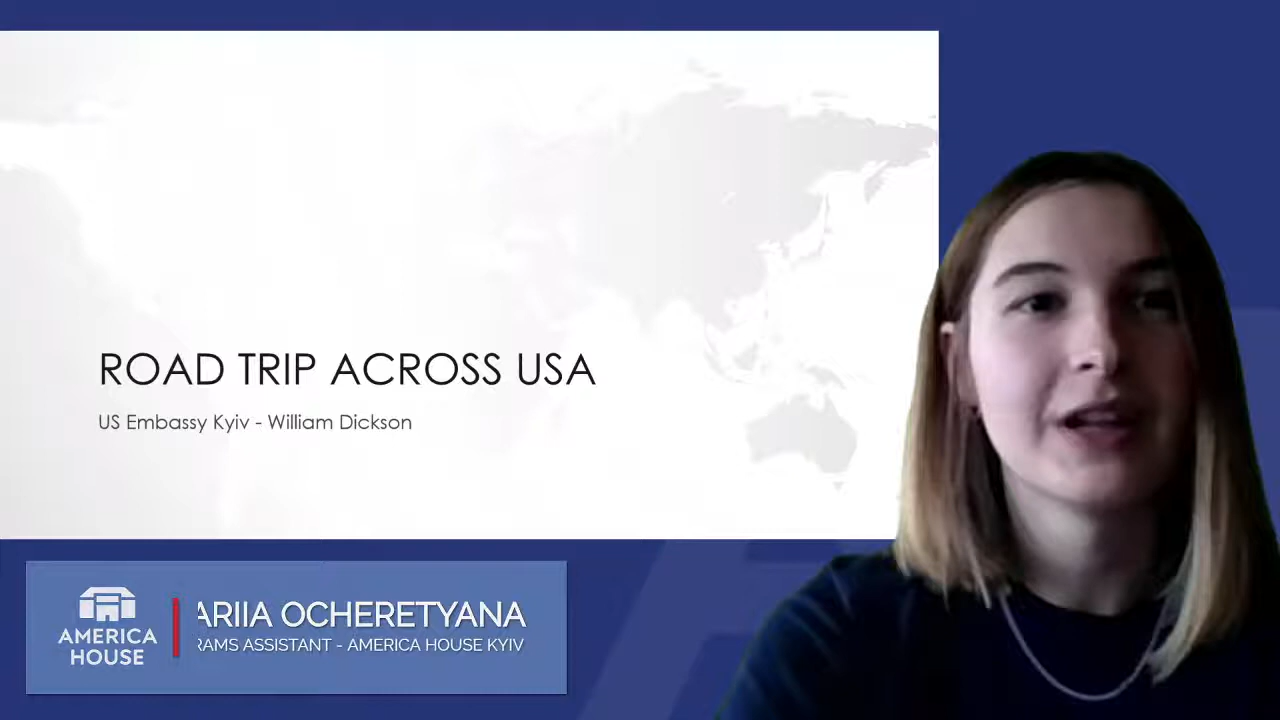 ROAD TRIP ACROSS USA
US Embassy Kyiv - William Dickson
AMERICA
HOUSE
ARIIA OCHERETYANA
RAMS ASSISTANT - AMERICA HOUSE KYIV